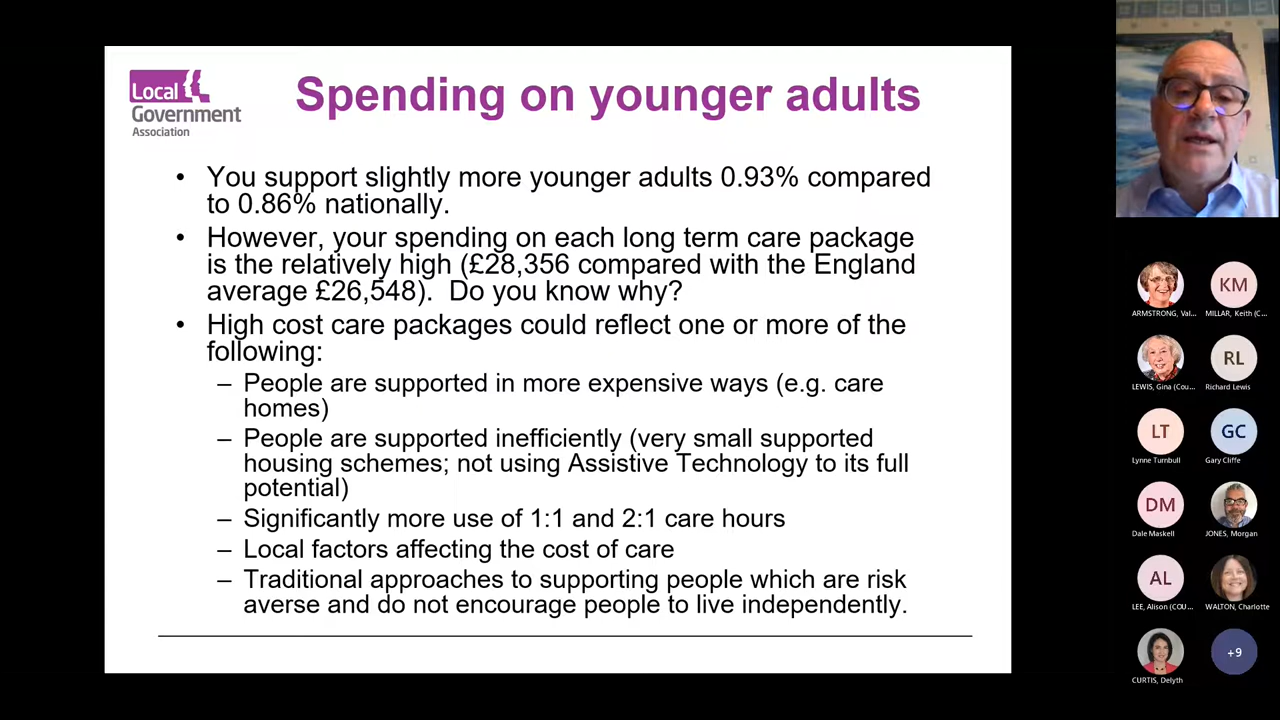 Local
Government
Association
Spending on younger adults
• You support slightly more younger adults 0.93% compared
to 0.86% nationally.
• However, your spending on each long term care package
is the relatively high (£28,356 compared with the England
average £26,548).  Do you know why?
• High cost care packages could reflect one or more of the
following:
– People are supported in more expensive ways (e.g. care
homes)
– People are supported inefficiently (very small supported
housing schemes; not using Assistive Technology to its full
potential)
– Significantly more use of 1:1 and 2:1 care hours
– Local factors affecting the cost of care
– Traditional approaches to supporting people which are risk
averse and do not encourage people to live independently.
KM
ARMSTRONG, Val...
MILLAR, Keith (C...
RL
LEWIS, Gina (Cou...
Richard Lewis
LT
GC
Lynne Turnbull
Gary Cliffe
DM
Dale Maskell
JONES, Morgan
AL
LEE, Alison (COU...
WALTON, Charlotte
+9
CURTIS, Delyth